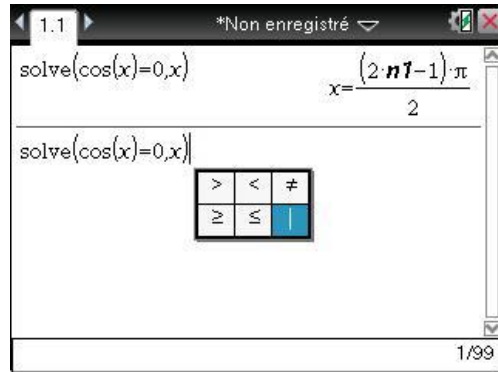 1.1 *Non enregistré
solve(cos(x)=0,x)
x=(2·n1−1)·π
2
solve(cos(x)=0,x)|
> < ≠
≥ ≤ |
1/99